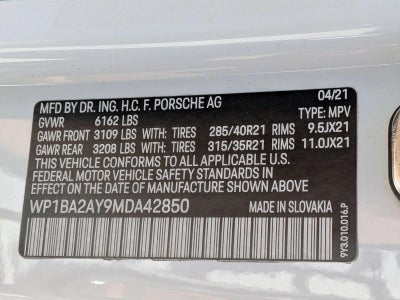 MFD BY DR. ING. H.C. F. PORSCHE AG 04/21
GVWR 6162 LBS TYPE: MPV
GAWR FRONT 3109 LBS WITH: TIRES 285/40R21 RIMS 9.5JX21
GAWR REAR 3208 LBS WITH: TIRES 315/35R21 RIMS 11.0JX21
THIS MOTOR VEHICLE CONFORMS TO ALL APPLICABLE U.S.
FEDERAL MOTOR VEHICLE SAFETY STANDARDS IN EFFECT
ON THE DATE OF MANUFACTURE SHOWN ABOVE
WP1BA2AY9MDA42850 MADE IN SLOVAKIA
9Y3.010.016.P